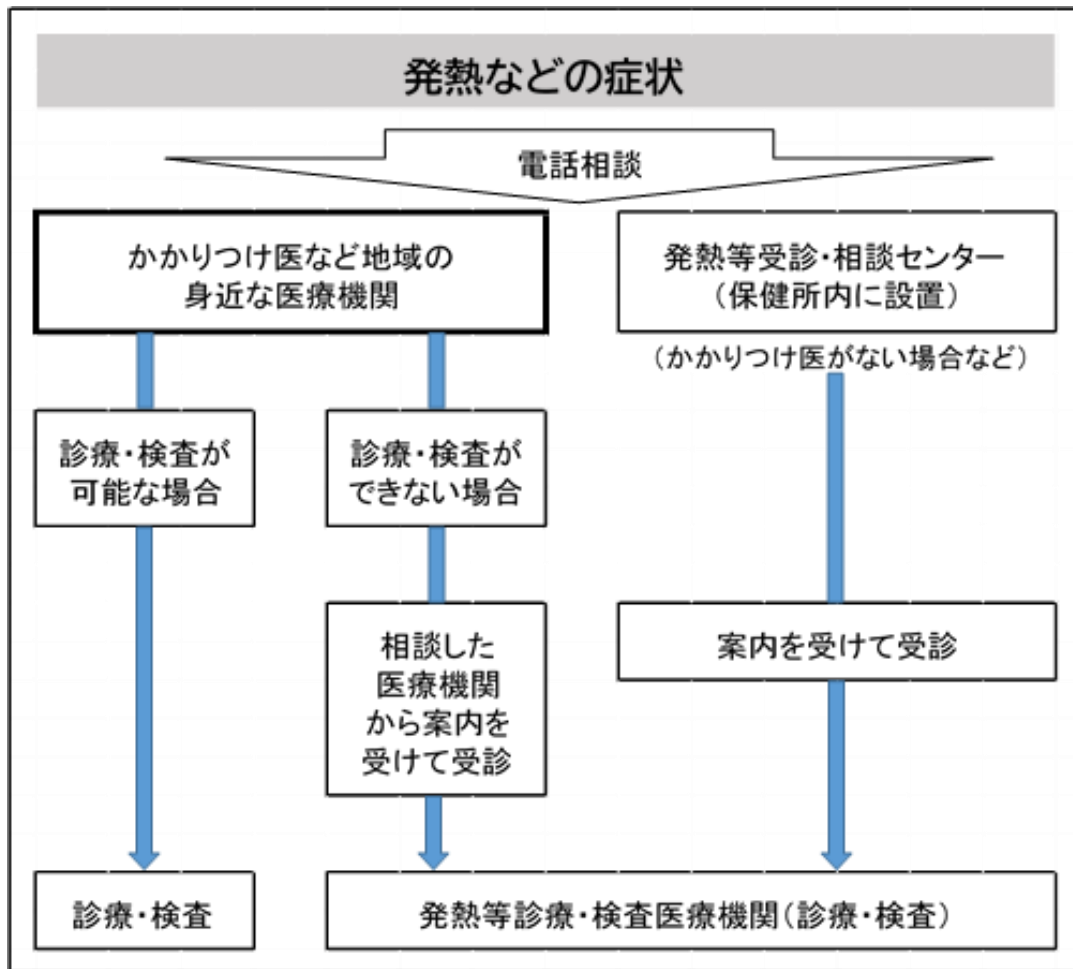 発熱などの症状
電話相談
かかりつけ医など地域の
身近な医療機関
発熱等受診・相談センター
（保健所内に設置）
（かかりつけ医がない場合など）
診療・検査が
可能な場合
診療・検査が
できない場合
相談した
医療機関
から案内を
受けて受診
案内を受けて受診
診療・検査
発熱等診療・検査医療機関（診療・検査）